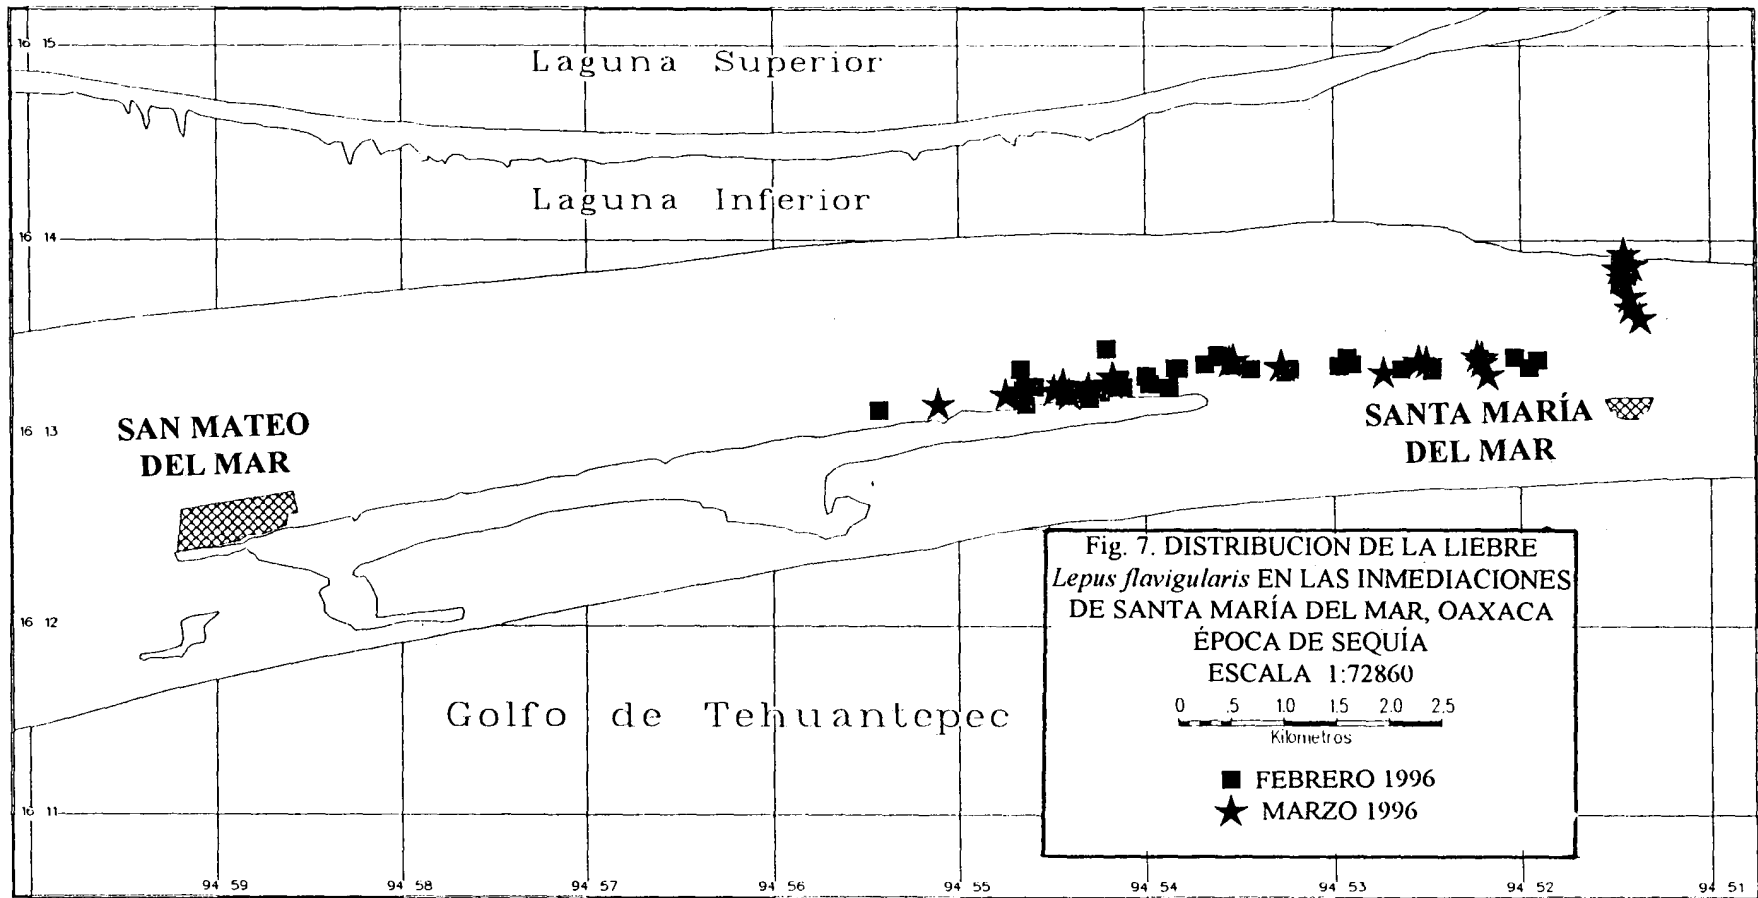 16 15
Laguna Superior
Laguna Inferior
16 14
16 13
SAN MATEO
DEL MAR
SANTA MARÍA
DEL MAR
16 12
Golfo de Tehuantepec
16 11
Fig. 7. DISTRIBUCION DE LA LIEBRE
Lepus flavigularis EN LAS INMEDIACIONES
DE SANTA MARÍA DEL MAR, OAXACA
ÉPOCA DE SEQUÍA
ESCALA 1:72860
0 .5 1.0 1.5 2.0 2.5
Kilometros
FEBRERO 1996
MARZO 1996
94 59 94 58 94 57 94 56 94 55 94 54 94 53 94 52 94 51